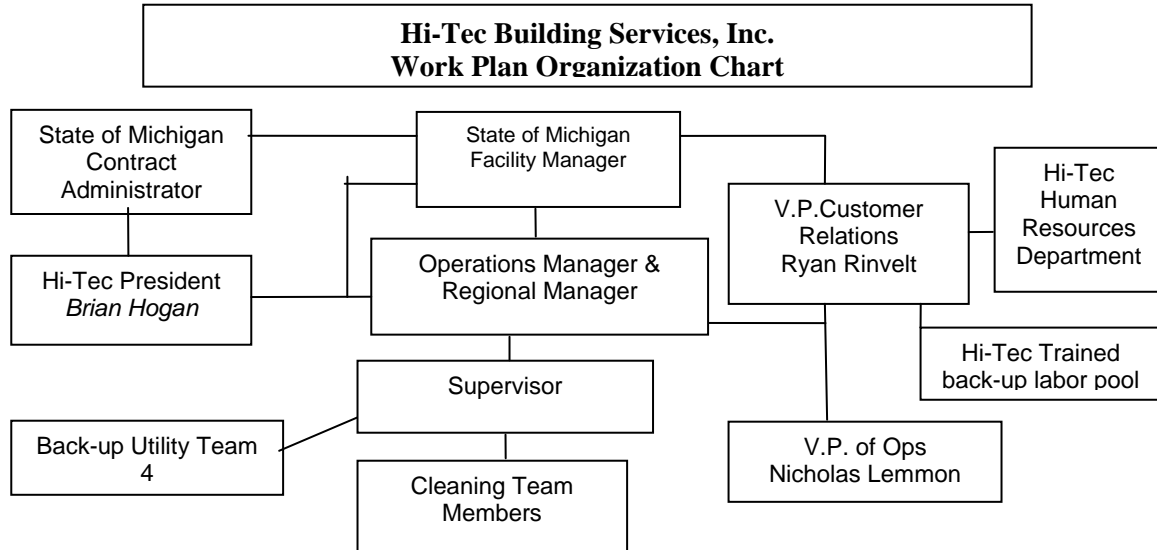 Hi-Tec Building Services, Inc.
Work Plan Organization Chart
State of Michigan
Contract
Administrator
State of Michigan
Facility Manager
Hi-Tec
Human
Resources
Department
V.P.Customer
Relations
Ryan Rinvelt
Hi-Tec President
Brian Hogan
Operations Manager &
Regional Manager
Hi-Tec Trained
back-up labor pool
Supervisor
Back-up Utility Team
4
V.P. of Ops
Nicholas Lemmon
Cleaning Team
Members